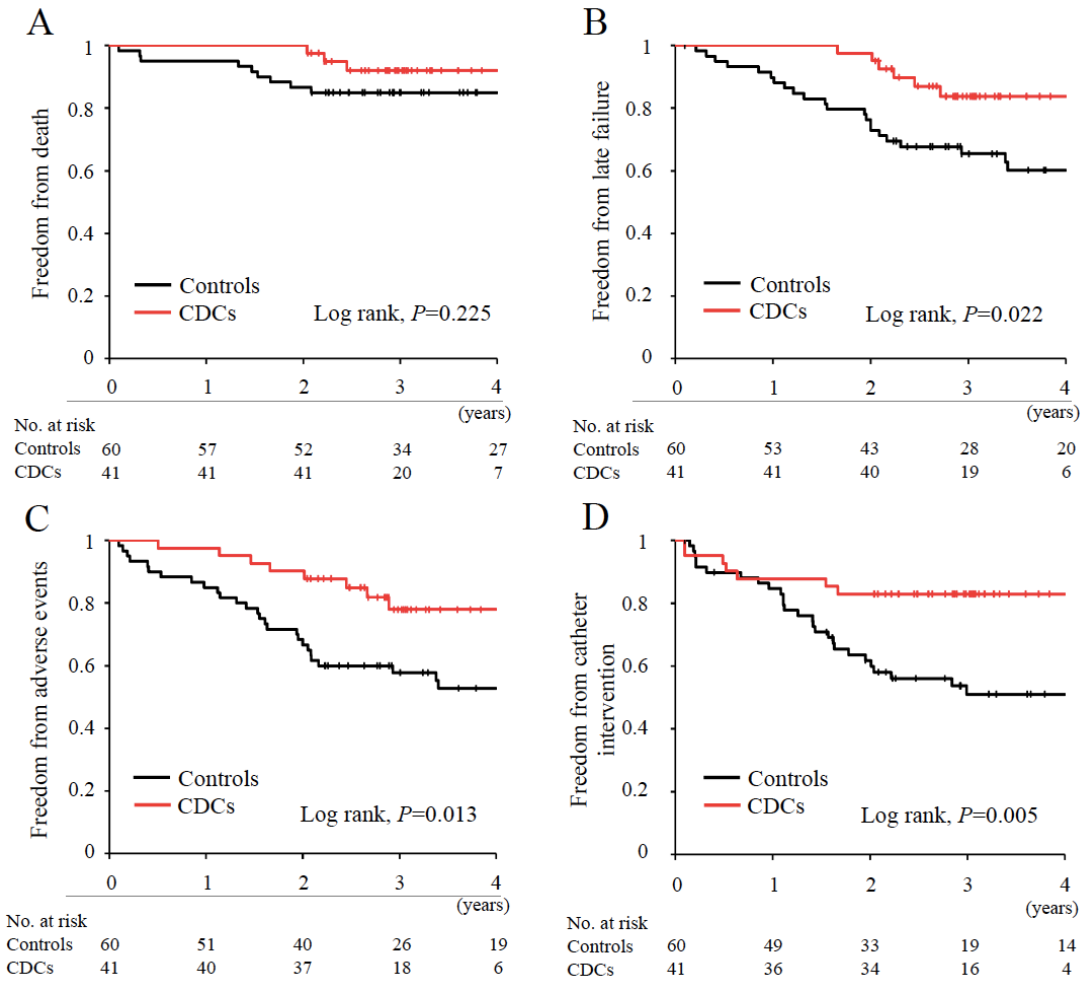 A
Freedom from death
1
0.8
0.6
0.4
0.2
0
Controls
CDCs
Log rank, P=0.225
0 1 2 3 4
(years)
No. at risk
Controls 60 57 52 34 27
CDCs 41 41 41 20 7
B
Freedom from late failure
1
0.8
0.6
0.4
0.2
0
Controls
CDCs
Log rank, P=0.022
0 1 2 3 4
(years)
No. at risk
Controls 60 53 43 28 20
CDCs 41 41 40 19 6
C
Freedom from adverse events
1
0.8
0.6
0.4
0.2
0
Controls
CDCs
Log rank, P=0.013
0 1 2 3 4
(years)
No. at risk
Controls 60 51 40 26 19
CDCs 41 40 37 18 6
D
Freedom from catheter
intervention
1
0.8
0.6
0.4
0.2
0
Controls
CDCs
Log rank, P=0.005
0 1 2 3 4
(years)
No. at risk
Controls 60 49 33 19 14
CDCs 41 36 34 16 4